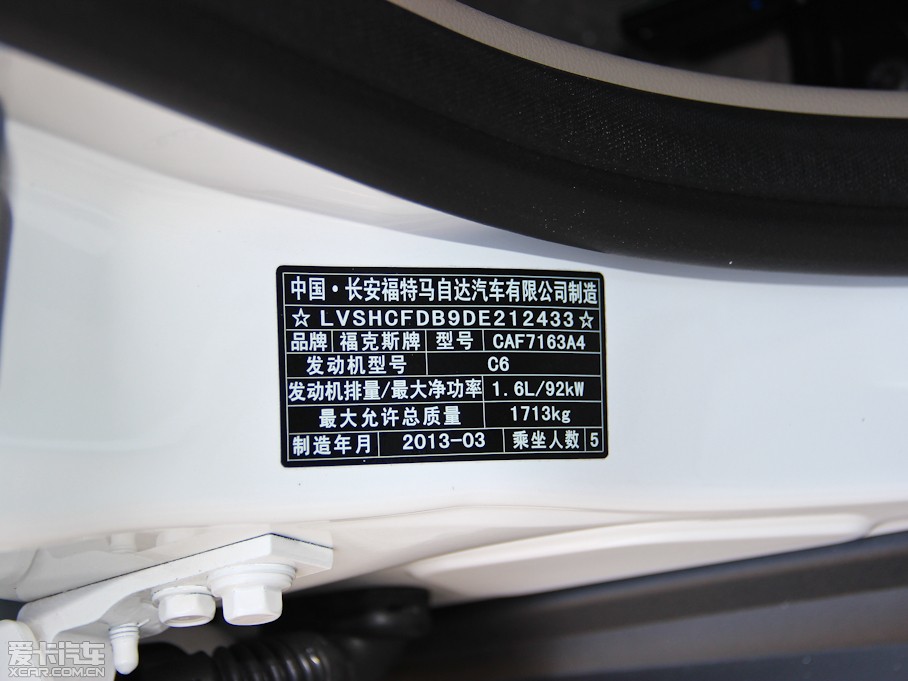 中国·长安福特马自达汽车有限公司制造
☆LVSHCFDB9DE212433☆
品牌 福克斯牌 型号 CAF7163A4
发动机型号 C6
发动机排量/最大净功率 1.6L/92kW
最大允许总质量 1713kg
制造年月 2013-03 乘坐人数 5
爱卡汽车
XCAR.COM.CN